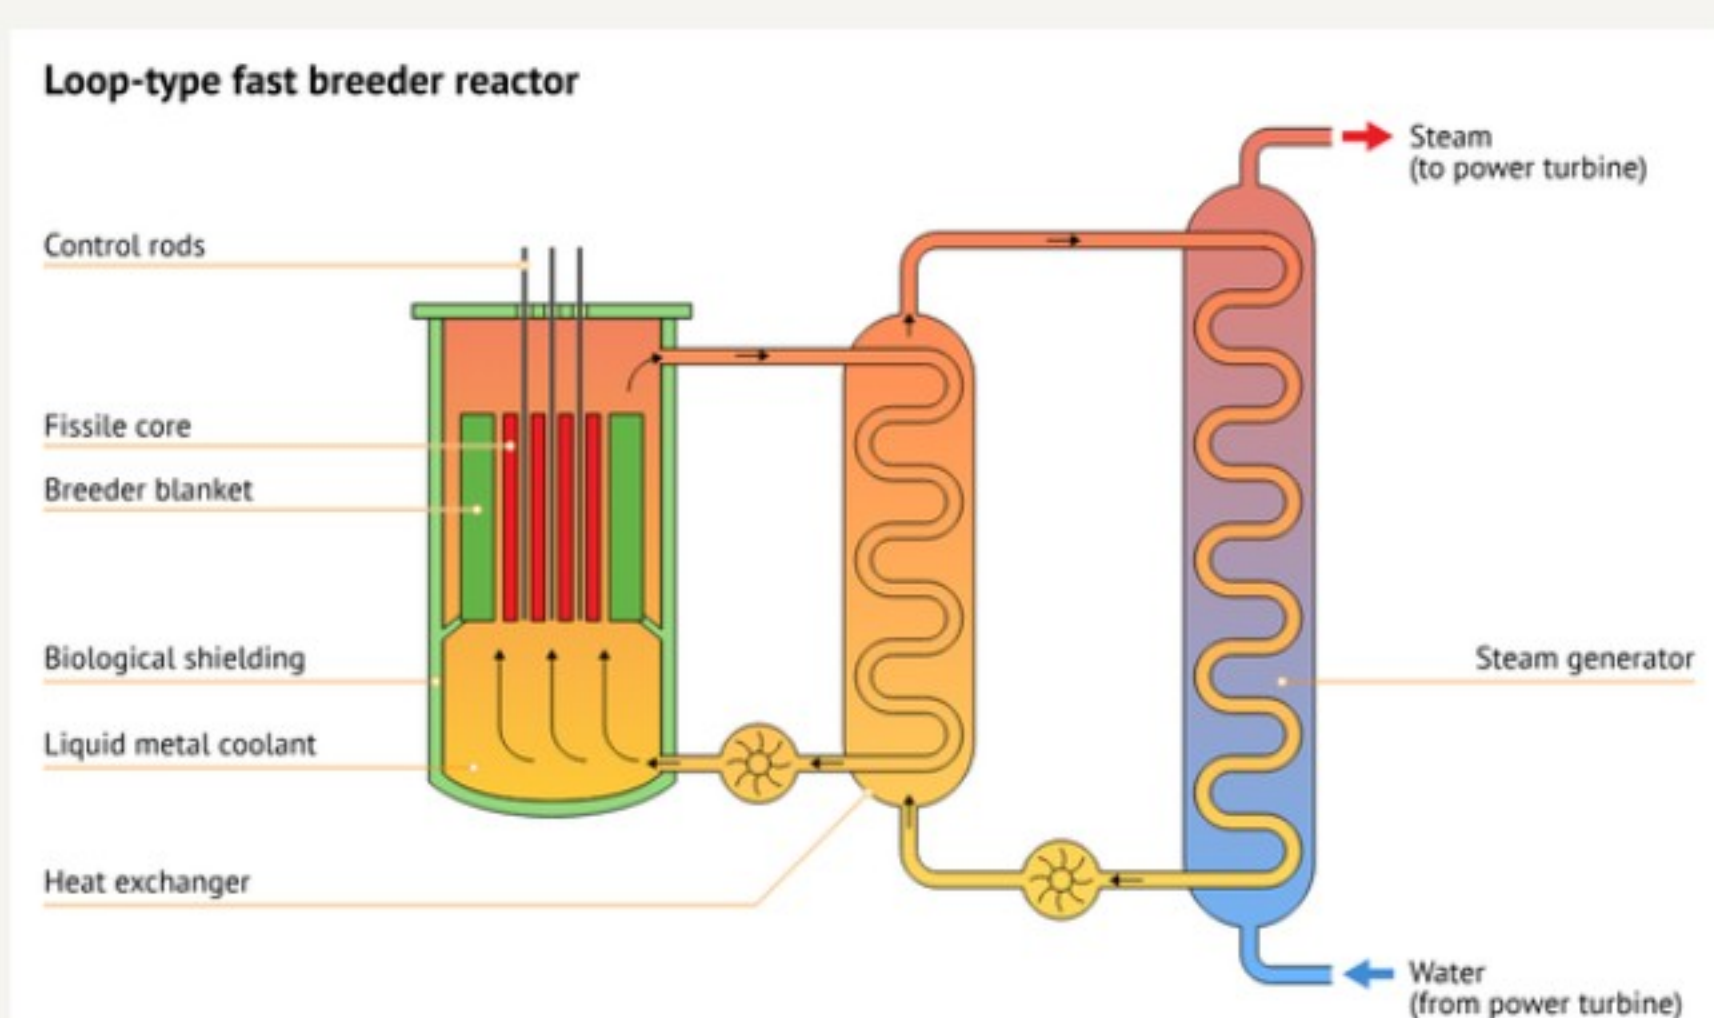 Loop-type fast breeder reactor
Steam
(to power turbine)
Control rods
Fissile core
Breeder blanket
Biological shielding
Steam generator
Liquid metal coolant
Heat exchanger
Water
(from power turbine)